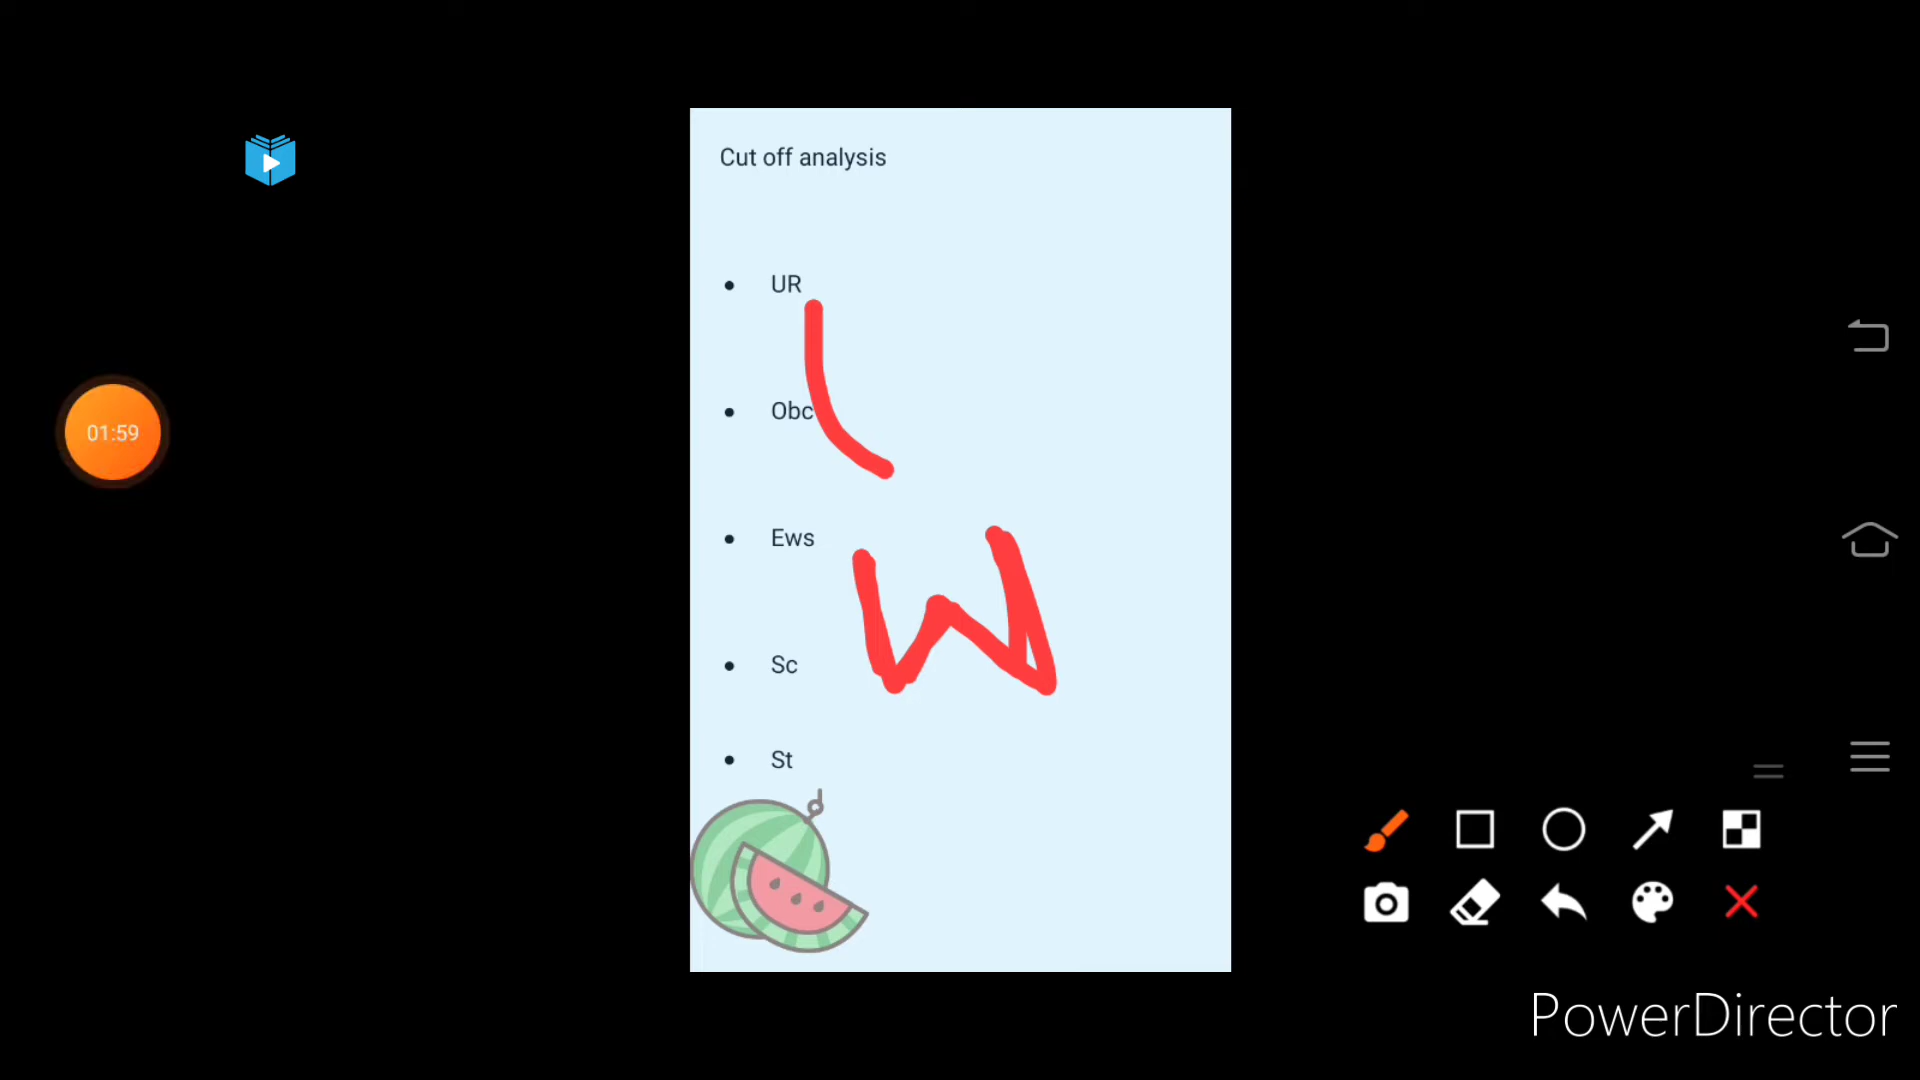 Cut off analysis
UR
Obc
Ews
Sc
St
01:59
PowerDirector